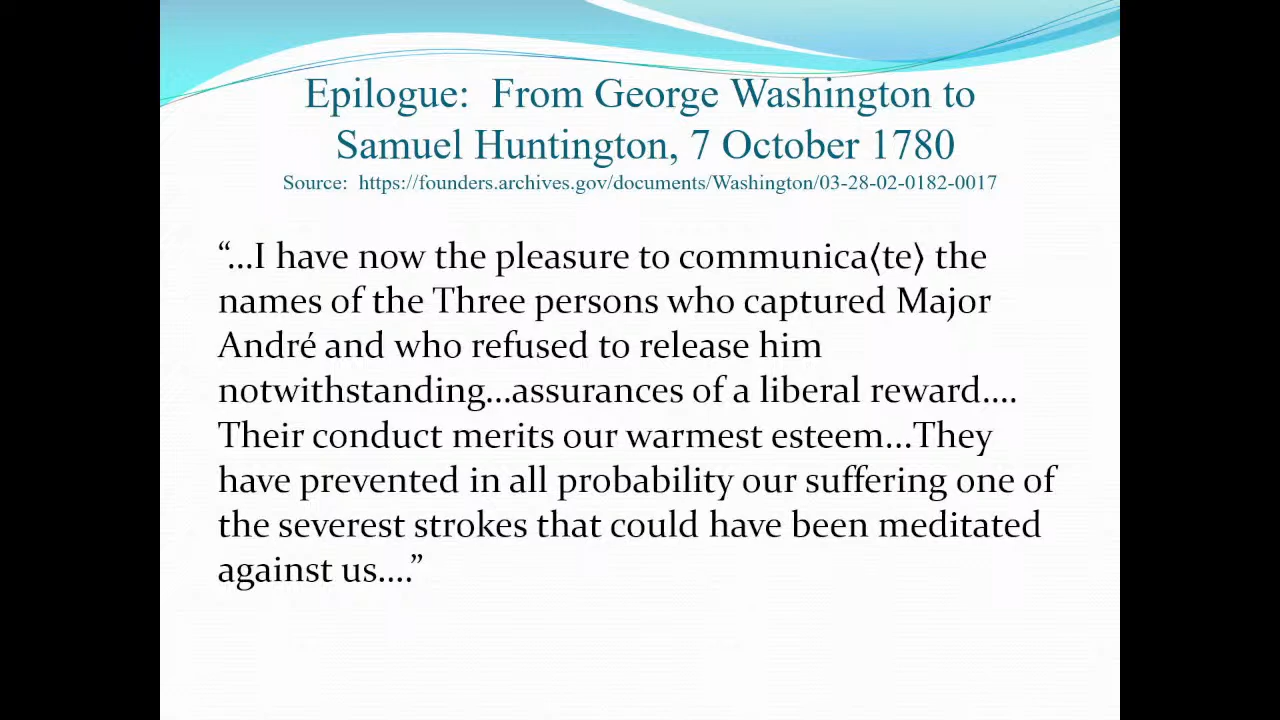 Epilogue:  From George Washington to
Samuel Huntington, 7 October 1780
Source:  https://founders.archives.gov/documents/Washington/03-28-02-0182-0017
“…I have now the pleasure to communica⟨te⟩ the
names of the Three persons who captured Major
André and who refused to release him
notwithstanding…assurances of a liberal reward….
Their conduct merits our warmest esteem…They
have prevented in all probability our suffering one of
the severest strokes that could have been meditated
against us….”